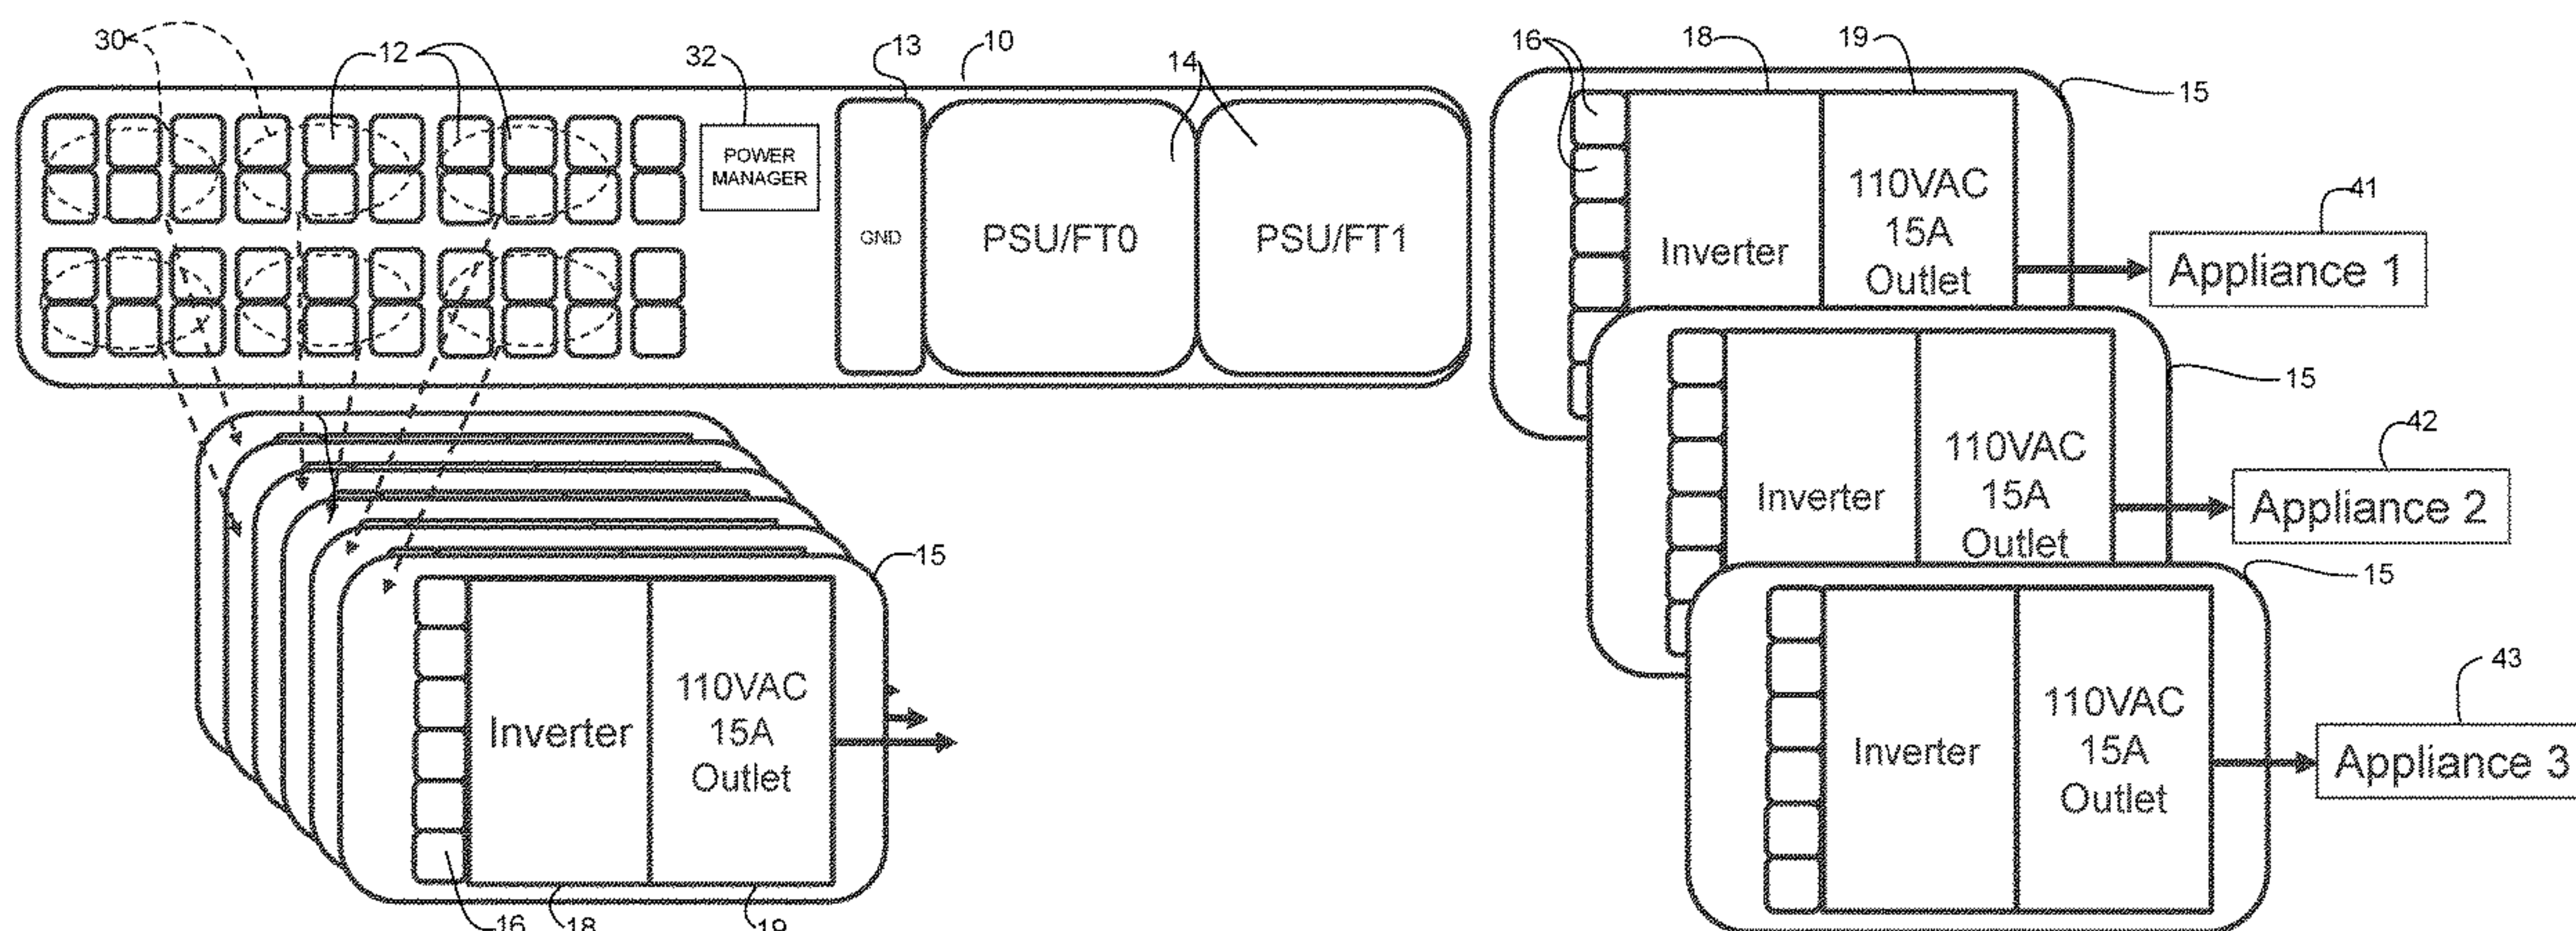 30
12
32
13
10
14
16
18
19
15
POWER
MANAGER
GND
PSU/FT0
PSU/FT1
Inverter
110VAC
15A
Outlet
41
Appliance 1
15
Inverter
110VAC
15A
Outlet
42
Appliance 2
15
Inverter
110VAC
15A
Outlet
43
Appliance 3
15
Inverter
110VAC
15A
Outlet
16
18
19